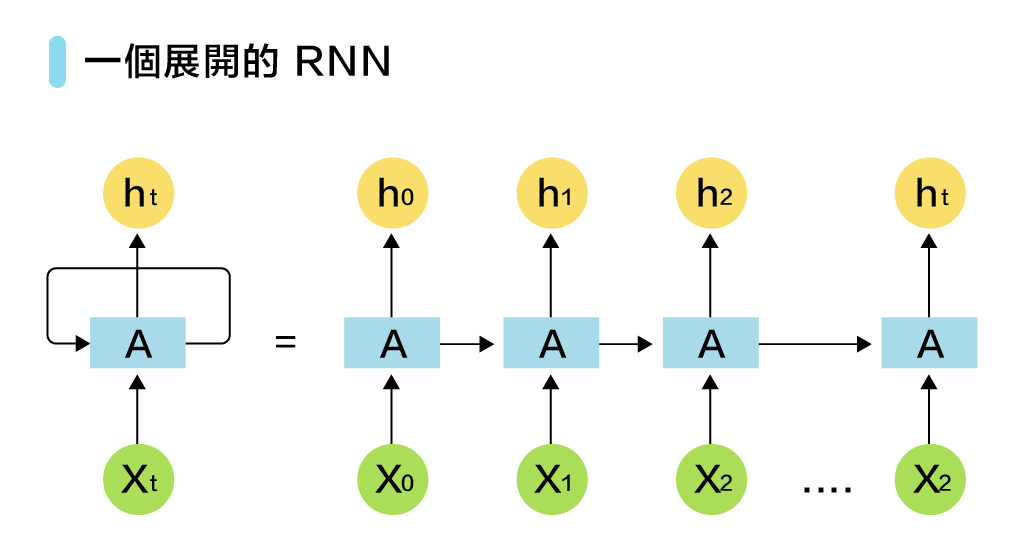 一個展開的 RNN
ht h0 h1 h2 ht
A = A A A A
Xt X0 X1 X2 .... X2